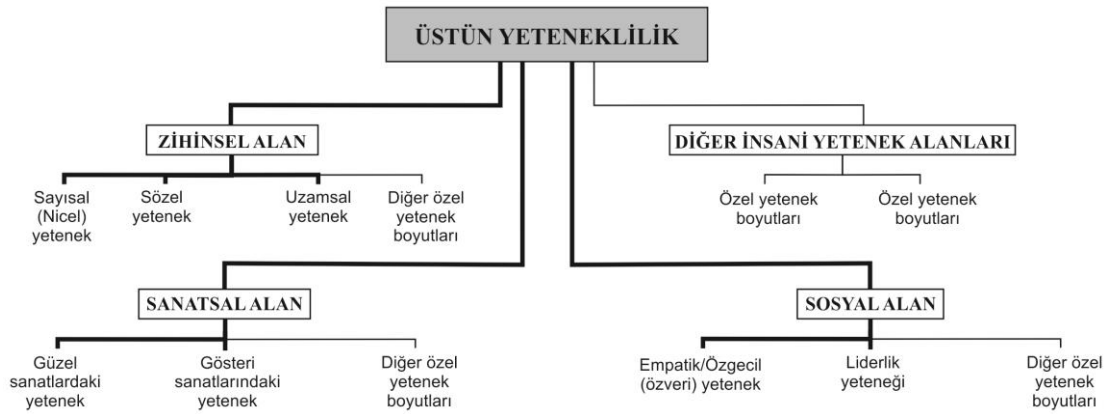 ÜSTÜN YETENEKLİLİK
ZİHİNSEL ALAN
Sayısal
(Nicel)
yetenek
Sözel
yetenek
Uzamsal
yetenek
Diğer özel
yetenek
boyutları
DİĞER İNSANİ YETENEK ALANLARI
Özel yetenek
boyutları
Özel yetenek
boyutları
SANATSAL ALAN
Güzel
sanatlardaki
yetenek
Gösteri
sanatlarındaki
yetenek
Diğer özel
yetenek
boyutları
SOSYAL ALAN
Empatik/Özgecil
(özveri) yetenek
Liderlik
yeteneği
Diğer özel
yetenek
boyutları